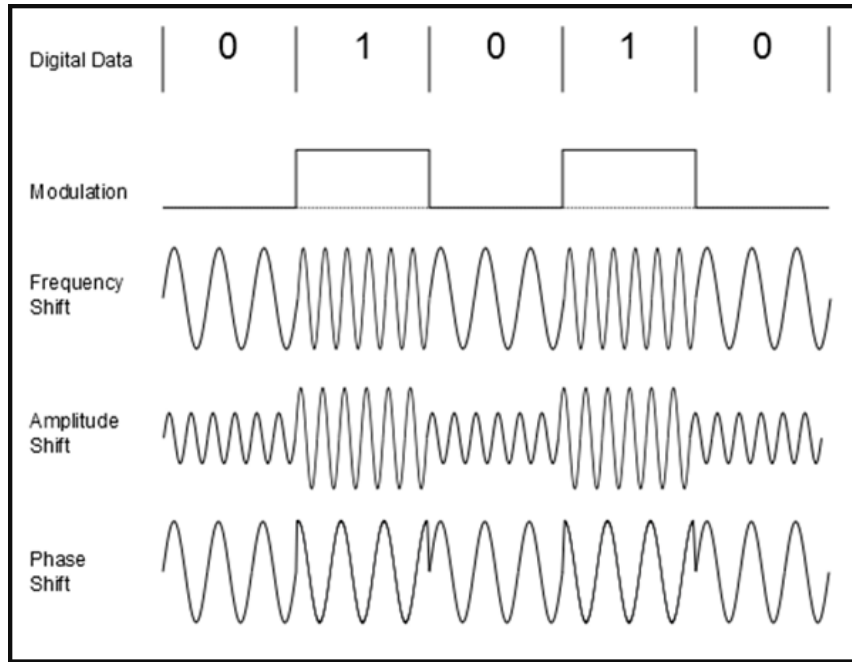 Digital Data 0 1 0 1 0
Modulation
Frequency
Shift
Amplitude
Shift
Phase
Shift